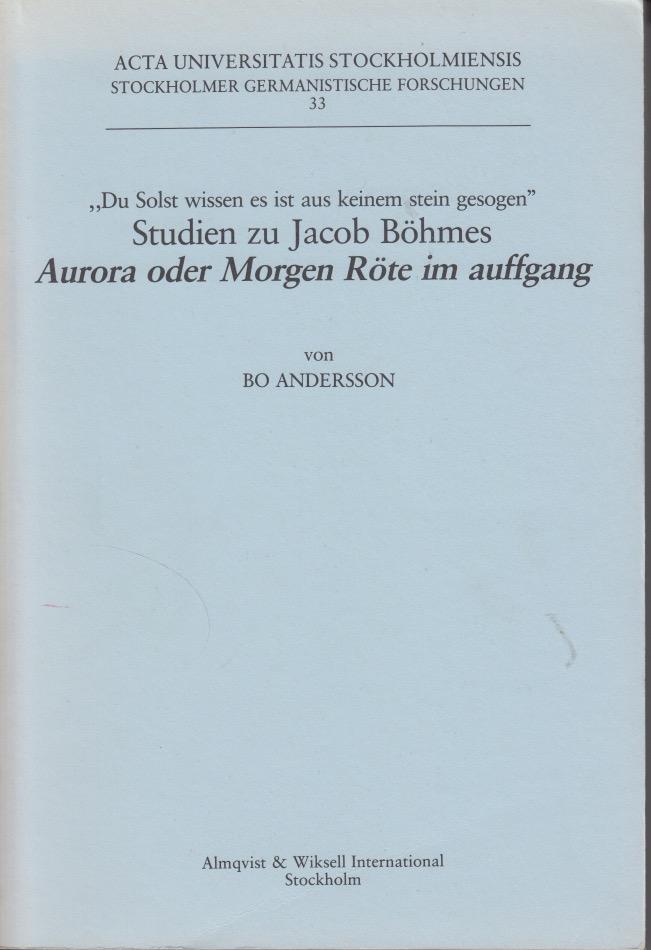 ACTA UNIVERSITATIS STOCKHOLMIENSIS
STOCKHOLMER GERMANISTISCHE FORSCHUNGEN
33
„Du Solst wissen es ist aus keinem stein gesogen”
Studien zu Jacob Böhmes
Aurora oder Morgen Röte im auffgang
von
BO ANDERSSON
Almqvist & Wiksell International
Stockholm